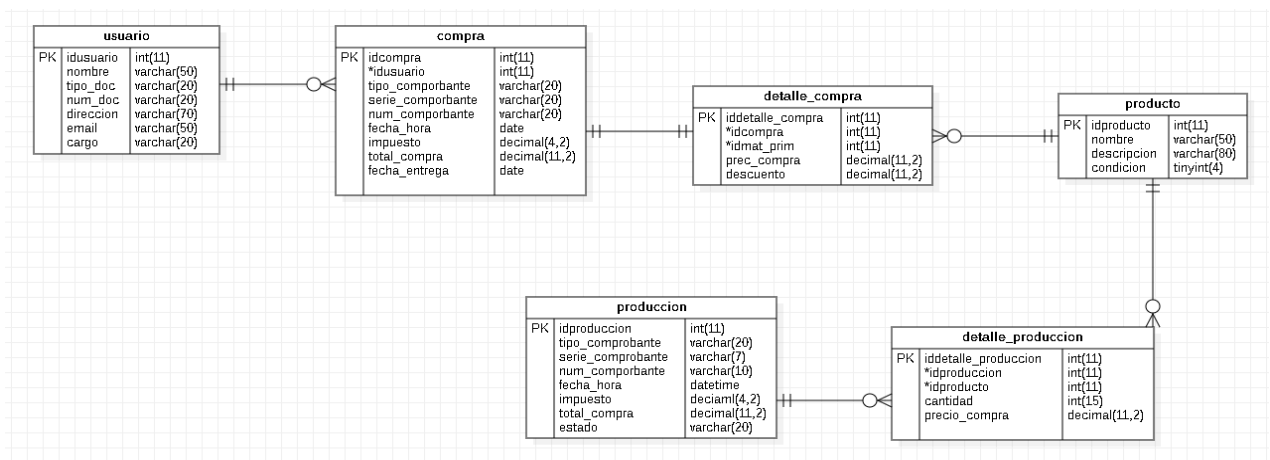 usuario
PK idusuario int(11)
nombre varchar(50)
tipo_doc varchar(20)
num_doc varchar(20)
direccion varchar(70)
email varchar(50)
cargo varchar(20)
compra
PK idcompra int(11)
*idusuario int(11)
tipo_comporbante varchar(20)
serie_comporbante varchar(20)
num_comporbante varchar(20)
fecha_hora date
impuesto decimal(4,2)
total_compra decimal(11,2)
fecha_entrega date
detalle_compra
PK iddetalle_compra int(11)
*idcompra int(11)
*idmat_prim int(11)
prec_compra decimal(11,2)
descuento decimal(11,2)
producto
PK idproducto int(11)
nombre varchar(50)
descripcion varchar(80)
condicion tinyint(4)
produccion
PK idproduccion int(11)
tipo_comprobante varchar(20)
serie_comprobante varchar(7)
num_comporbante varchar(10)
fecha_hora datetime
impuesto deciaml(4,2)
total_compra decimal(11,2)
estado varchar(20)
detalle_produccion
PK iddetalle_produccion int(11)
*idproduccion int(11)
*idproducto int(11)
cantidad int(15)
precio_compra decimal(11,2)